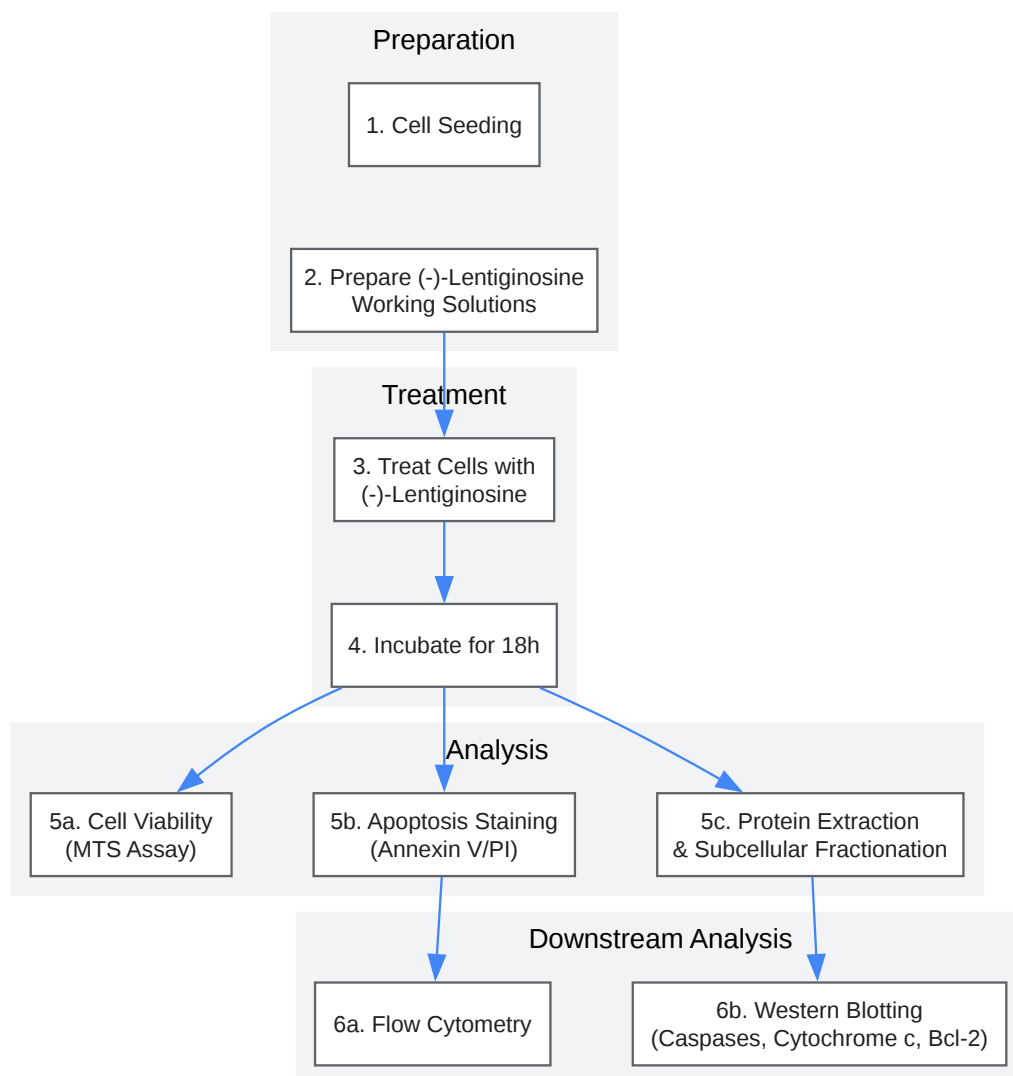 Preparation
1. Cell Seeding
2. Prepare (-)-Lentiginosine
Working Solutions
Treatment
3. Treat Cells with
(-)-Lentiginosine
4. Incubate for 18h
Analysis
5a. Cell Viability
(MTS Assay)
5b. Apoptosis Staining
(Annexin V/PI)
5c. Protein Extraction
& Subcellular Fractionation
Downstream Analysis
6a. Flow Cytometry
6b. Western Blotting
(Caspases, Cytochrome c, Bcl-2)